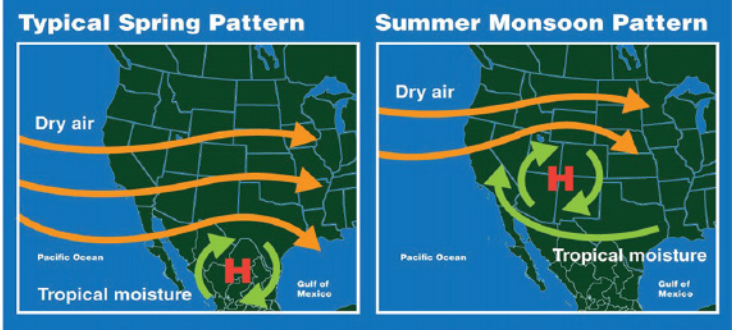 Typical Spring Pattern
Dry air
H
Pacific Ocean
Gulf of
Mexico
Tropical moisture
Summer Monsoon Pattern
Dry air
H
Tropical moisture
Pacific Ocean
Gulf of
Mexico